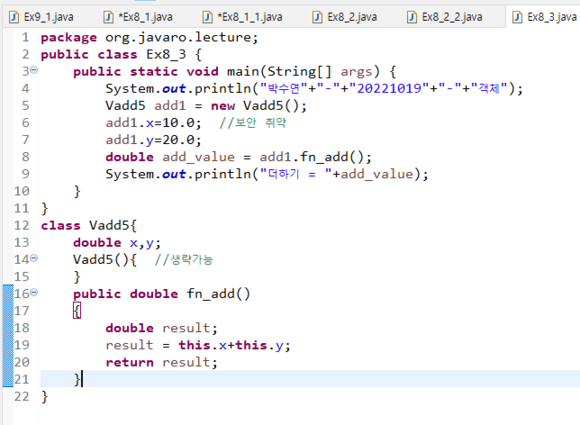 Ex9_1.java *Ex8_1.java *Ex8_1_1.java Ex8_2.java Ex8_2_2.java Ex8_3.java
1 package org.javaro.lecture;
2 public class Ex8_3 {
3 public static void main(String[] args) {
4 System.out.println("박수연"+"-"+"20221019"+"-"+"객체");
5 Vadd5 add1 = new Vadd5();
6 add1.x=10.0; //보안 취약
7 add1.y=20.0;
8 double add_value = add1.fn_add();
9 System.out.println("더하기 = "+add_value);
10 }
11 }
12 class Vadd5{
13 double x,y;
14 Vadd5(){ //생략가능
15 }
16 public double fn_add()
17 {
18 double result;
19 result = this.x+this.y;
20 return result;
21 }
22 }